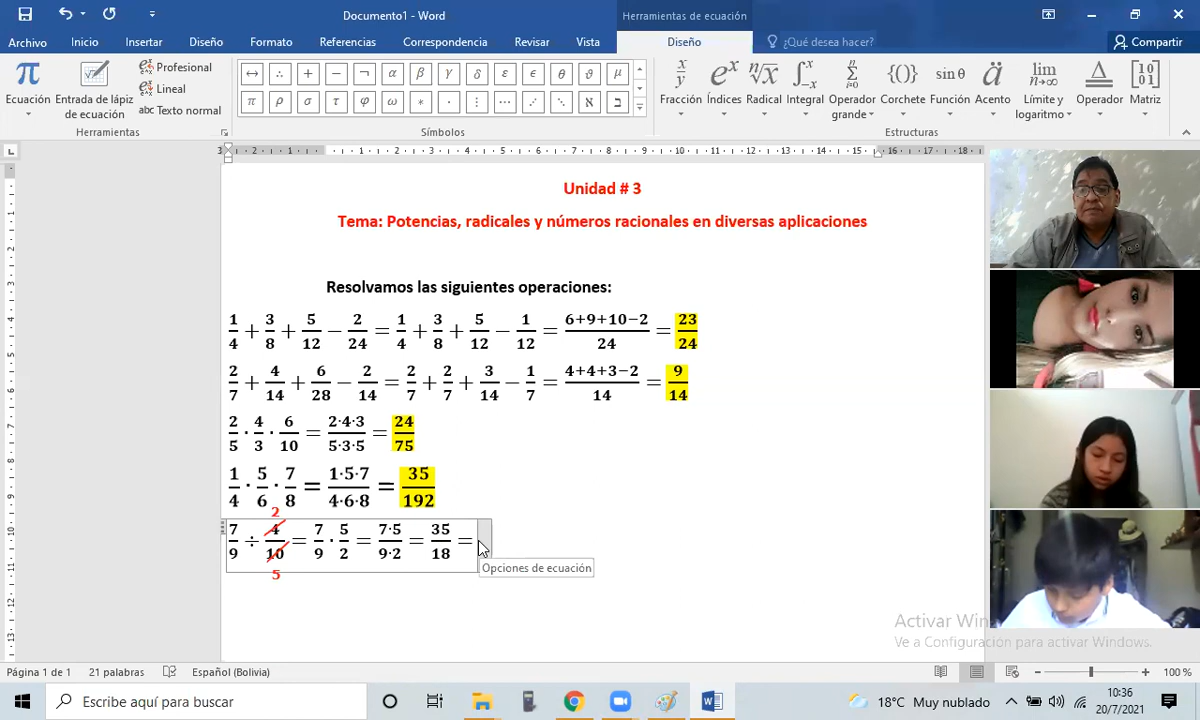 Documento1 - Word
Herramientas de ecuación
Archivo Inicio Insertar Diseño Formato Referencias Correspondencia Revisar Vista Diseño ¿Qué desea hacer? Compartir
π Ecuación
Entrada de lápiz de ecuación
Profesional
Lineal
abc Texto normal
Herramientas
↔ ∴ + − ¬ α β γ δ ε ϵ θ ϑ μ
π ρ σ τ φ ω * · ⋮ ⋯ ⋰ ⋱ ℵ ℶ
Símbolos
Fracción Índices Radical Integral Operador grande Corchete Función Acento Límite y logaritmo Operador Matriz
Estructuras
Unidad # 3
Tema: Potencias, radicales y números racionales en diversas aplicaciones
Resolvamos las siguientes operaciones:
1/4 + 3/8 + 5/12 − 2/24 = 1/4 + 3/8 + 5/12 − 1/12 = 6+9+10−2/24 = 23/24
2/7 + 4/14 + 6/28 − 2/14 = 2/7 + 2/7 + 3/14 − 1/7 = 4+4+3−2/14 = 9/14
2/5 · 4/3 · 6/10 = 2·4·3/5·3·5 = 24/75
1/4 · 5/6 · 7/8 = 1·5·7/4·6·8 = 35/192
2
7/9 ÷ 4/10 = 7/9 · 5/2 = 7·5/9·2 = 35/18 =
5
Opciones de ecuación
Activar Win
Ve a Configuración para activar Windows.
Página 1 de 1 21 palabras Español (Bolivia) 100 %
Escribe aquí para buscar
18°C Muy nublado
10:36
20/7/2021